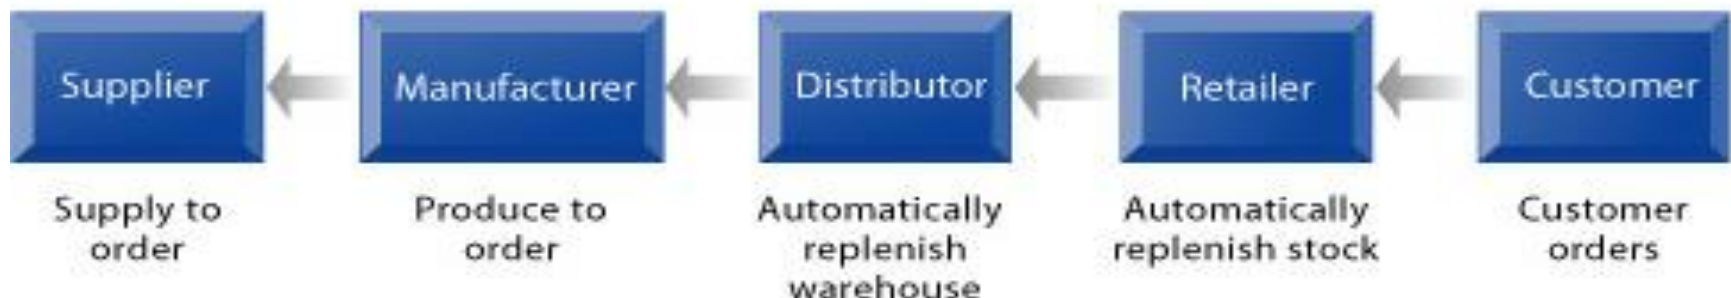 Supplier
Manufacturer
Distributor
Retailer
Customer
Supply to
order
Produce to
order
Automatically
replenish
warehouse
Automatically
replenish stock
Customer
orders